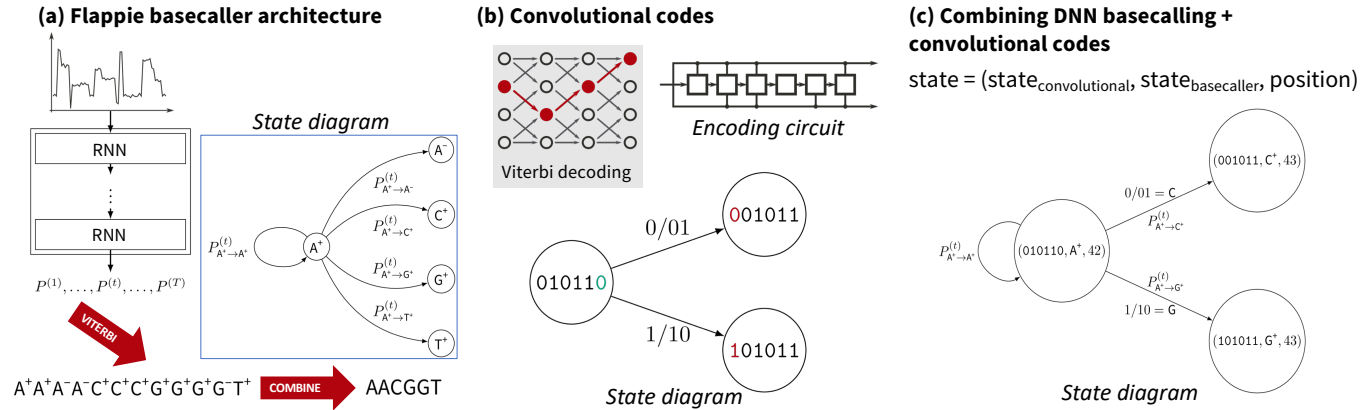 (a) Flappie basecaller architecture
RNN
⋮
RNN
P^(1), . . . , P^(t), . . . , P^(T)
VITERBI
A⁺A⁺A⁻A⁻C⁺C⁺C⁺G⁺G⁺G⁺G⁻T⁺
COMBINE
AACGGT
State diagram
P^(t)_A⁺→A⁺
A⁺
P^(t)_A⁺→A⁻
A⁻
P^(t)_A⁺→C⁺
C⁺
P^(t)_A⁺→G⁺
G⁺
P^(t)_A⁺→T⁺
T⁺
(b) Convolutional codes
Viterbi decoding
Encoding circuit
010110
0/01
001011
1/10
101011
State diagram
(c) Combining DNN basecalling +
convolutional codes
state = (state_convolutional, state_basecaller, position)
P^(t)_A⁺→A⁺
(010110, A⁺, 42)
0/01 = C
P^(t)_A⁺→C⁺
(001011, C⁺, 43)
P^(t)_A⁺→G⁺
1/10 = G
(101011, G⁺, 43)
State diagram